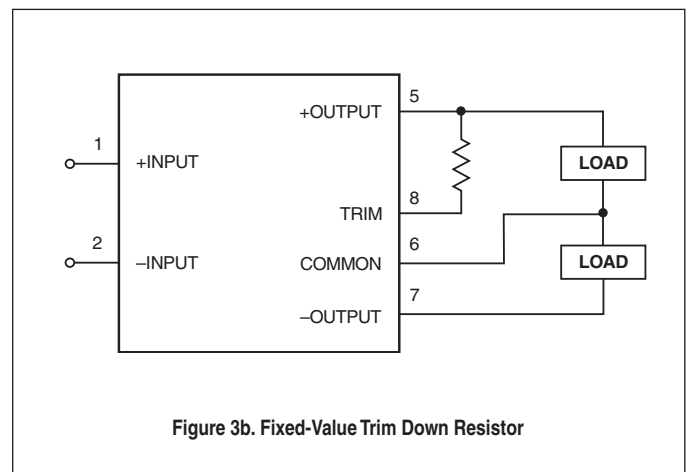 +OUTPUT 5
1 +INPUT
LOAD
TRIM 8
2 –INPUT
COMMON 6
LOAD
–OUTPUT 7
Figure 3b. Fixed-Value Trim Down Resistor